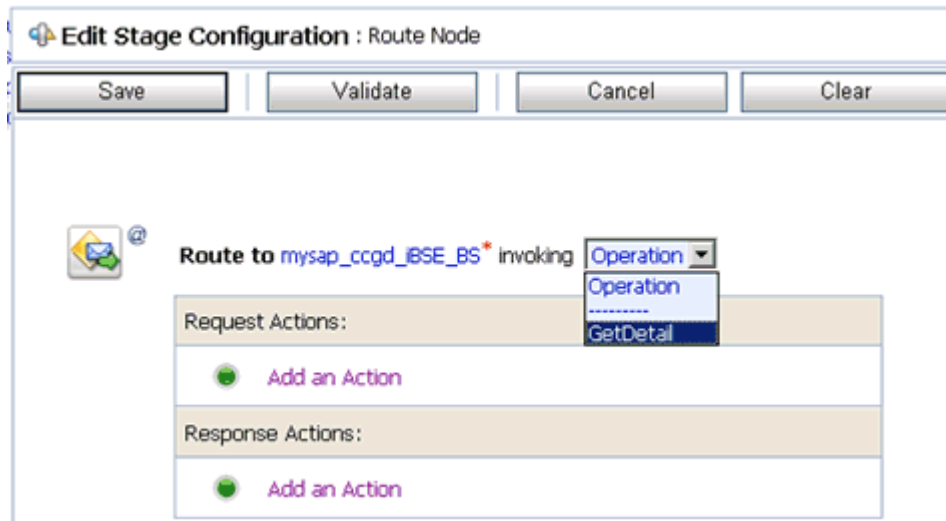 Edit Stage Configuration : Route Node
Save Validate Cancel Clear
@
Route to mysap_ccgd_iBSE_BS* invoking Operation
Operation
---------
GetDetail
Request Actions:
Add an Action
Response Actions:
Add an Action